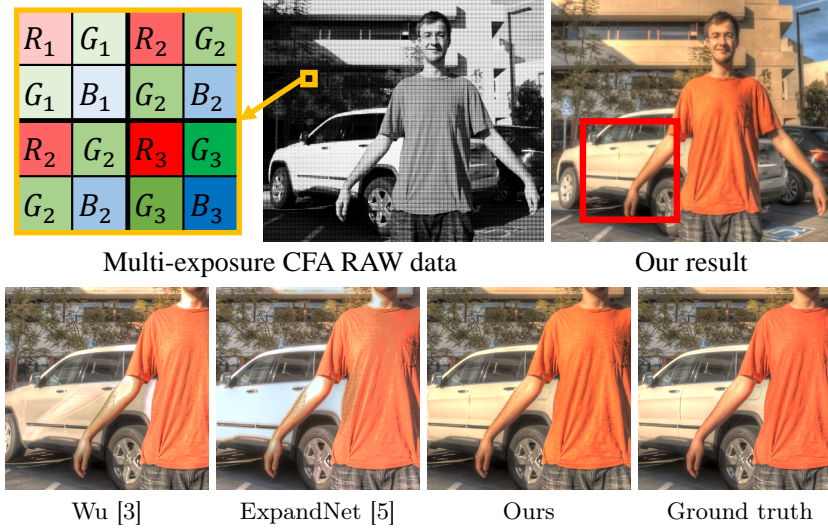 R₁ G₁ R₂ G₂
G₁ B₁ G₂ B₂
R₂ G₂ R₃ G₃
G₂ B₂ G₃ B₃
Multi-exposure CFA RAW data
Our result
Wu [3]
ExpandNet [5]
Ours
Ground truth